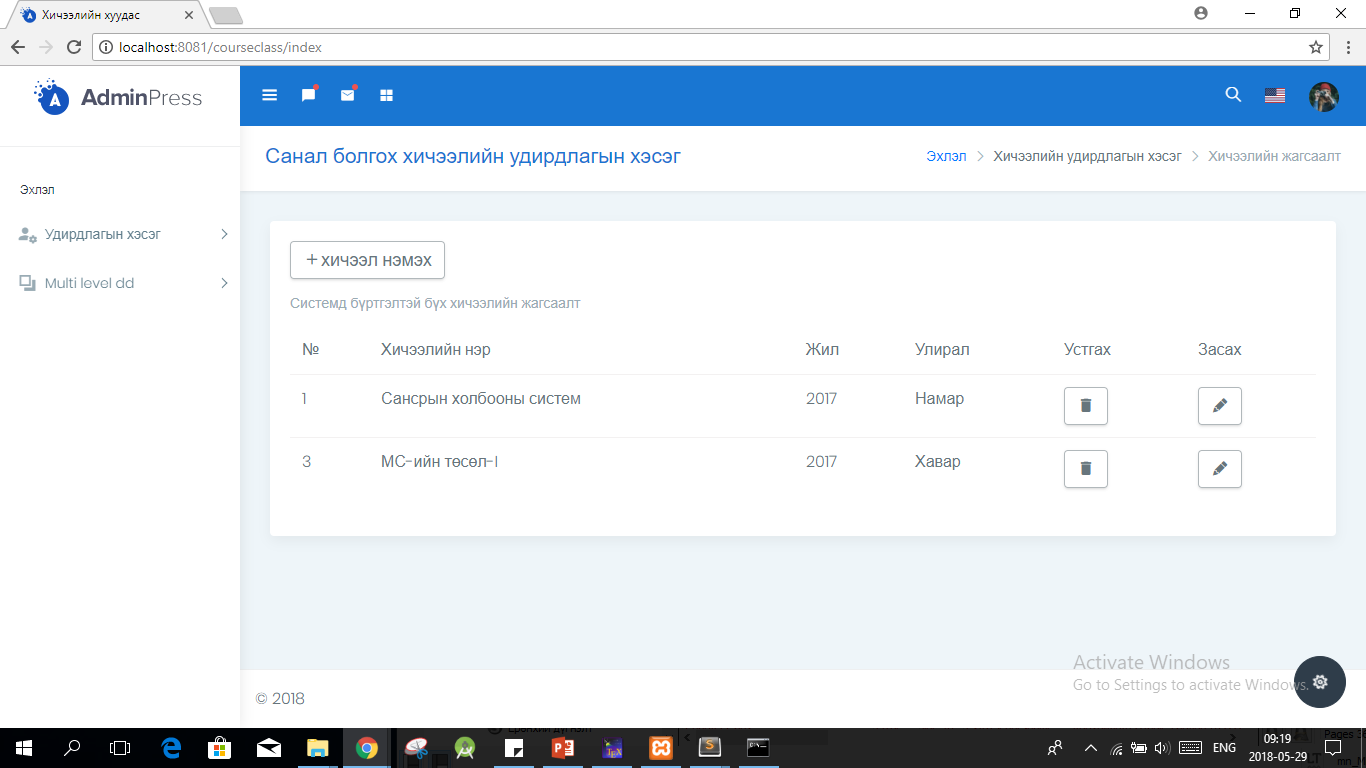 Хичээлийн хуудас
localhost:8081/courseclass/index
AdminPress
Санал болгох хичээлийн удирдлагын хэсэг
Эхлэл > Хичээлийн удирдлагын хэсэг > Хичээлийн жагсаалт
Эхлэл
Удирдлагын хэсэг
Multi level dd
+ хичээл нэмэх
Системд бүртгэлтэй бүх хичээлийн жагсаалт
№ Хичээлийн нэр Жил Улирал Устгах Засах
1 Сансрын холбооны систем 2017 Намар
3 МС-ийн төсөл-I 2017 Хавар
Activate Windows
Go to Settings to activate Windows.
© 2018
ENG
09:19
2018-05-29